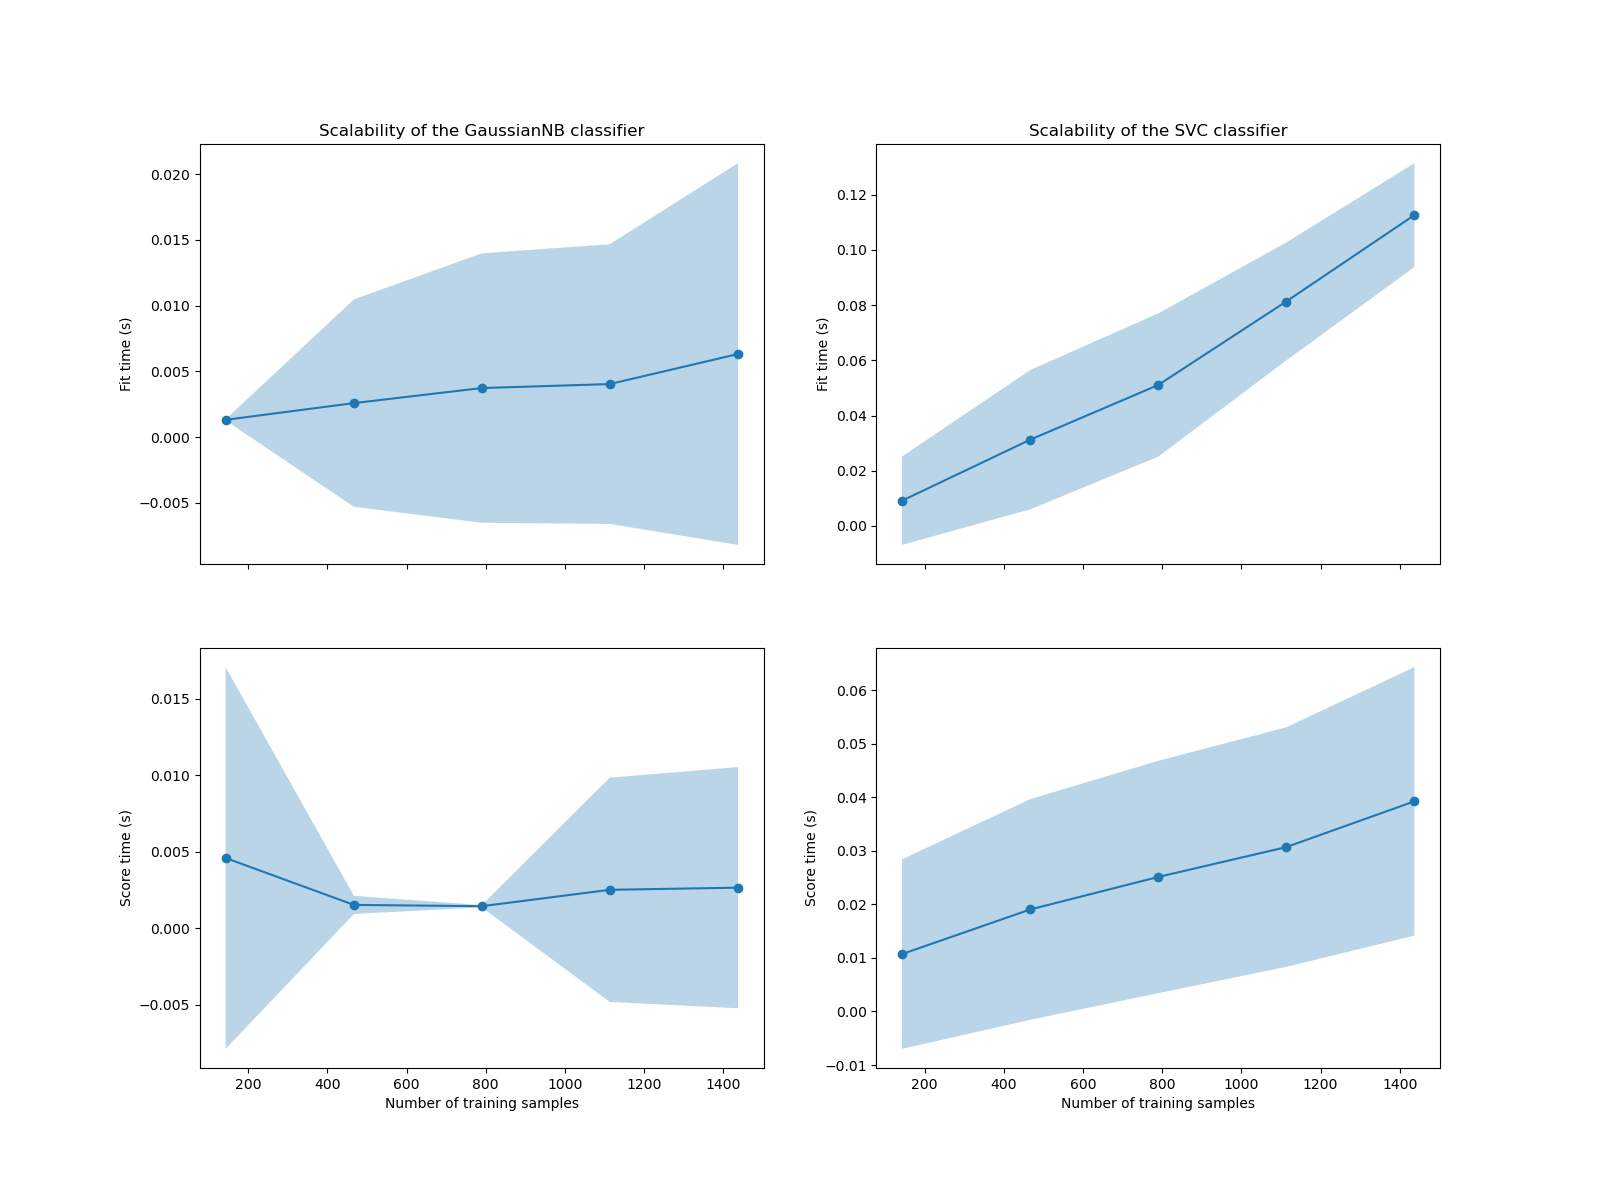 Scalability of the GaussianNB classifier
0.020
0.015
0.010
0.005
0.000
−0.005
Fit time (s)
Scalability of the SVC classifier
0.12
0.10
0.08
0.06
0.04
0.02
0.00
Fit time (s)
0.015
0.010
0.005
0.000
−0.005
Score time (s)
200 400 600 800 1000 1200 1400
Number of training samples
0.06
0.05
0.04
0.03
0.02
0.01
0.00
−0.01
Score time (s)
200 400 600 800 1000 1200 1400
Number of training samples